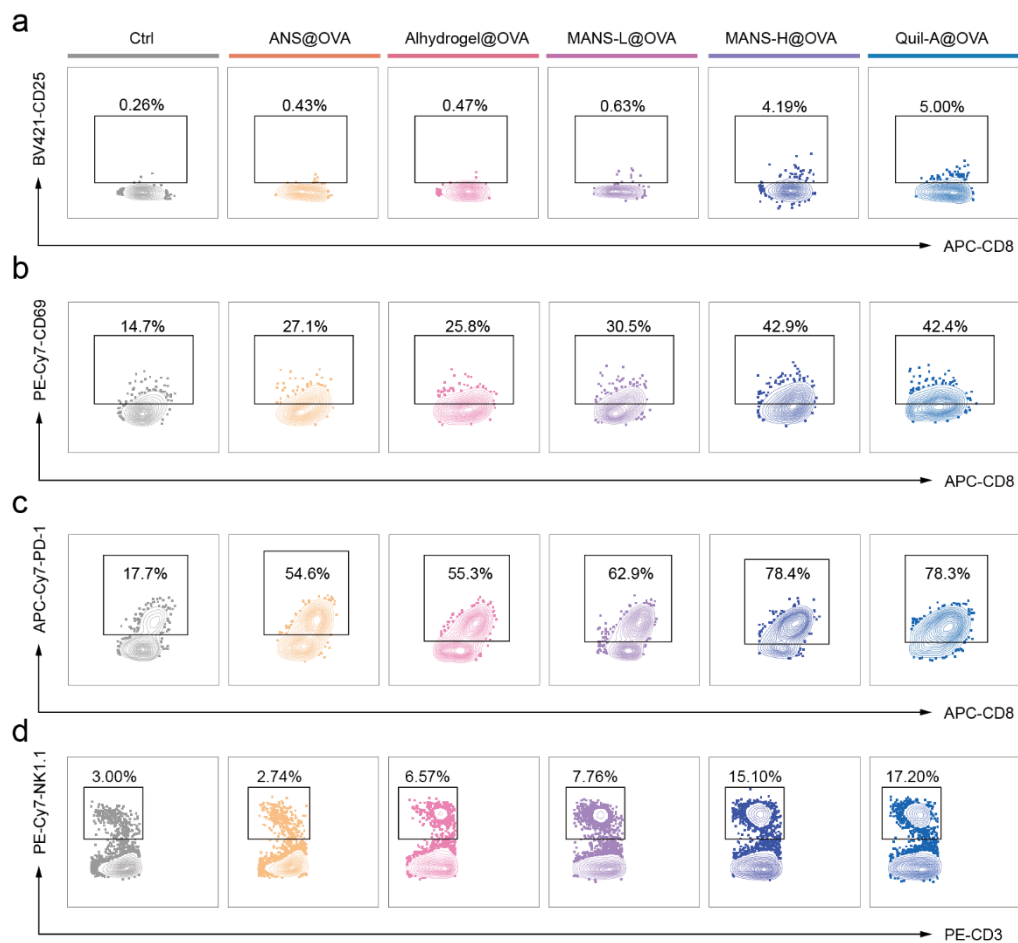 a
Ctrl
ANS@OVA
Alhydrogel@OVA
MANS-L@OVA
MANS-H@OVA
Quil-A@OVA
BV421-CD25
0.26%
0.43%
0.47%
0.63%
4.19%
5.00%
APC-CD8
b
PE-Cy7-CD69
14.7%
27.1%
25.8%
30.5%
42.9%
42.4%
APC-CD8
c
APC-Cy7-PD-1
17.7%
54.6%
55.3%
62.9%
78.4%
78.3%
APC-CD8
d
PE-Cy7-NK1.1
3.00%
2.74%
6.57%
7.76%
15.10%
17.20%
PE-CD3